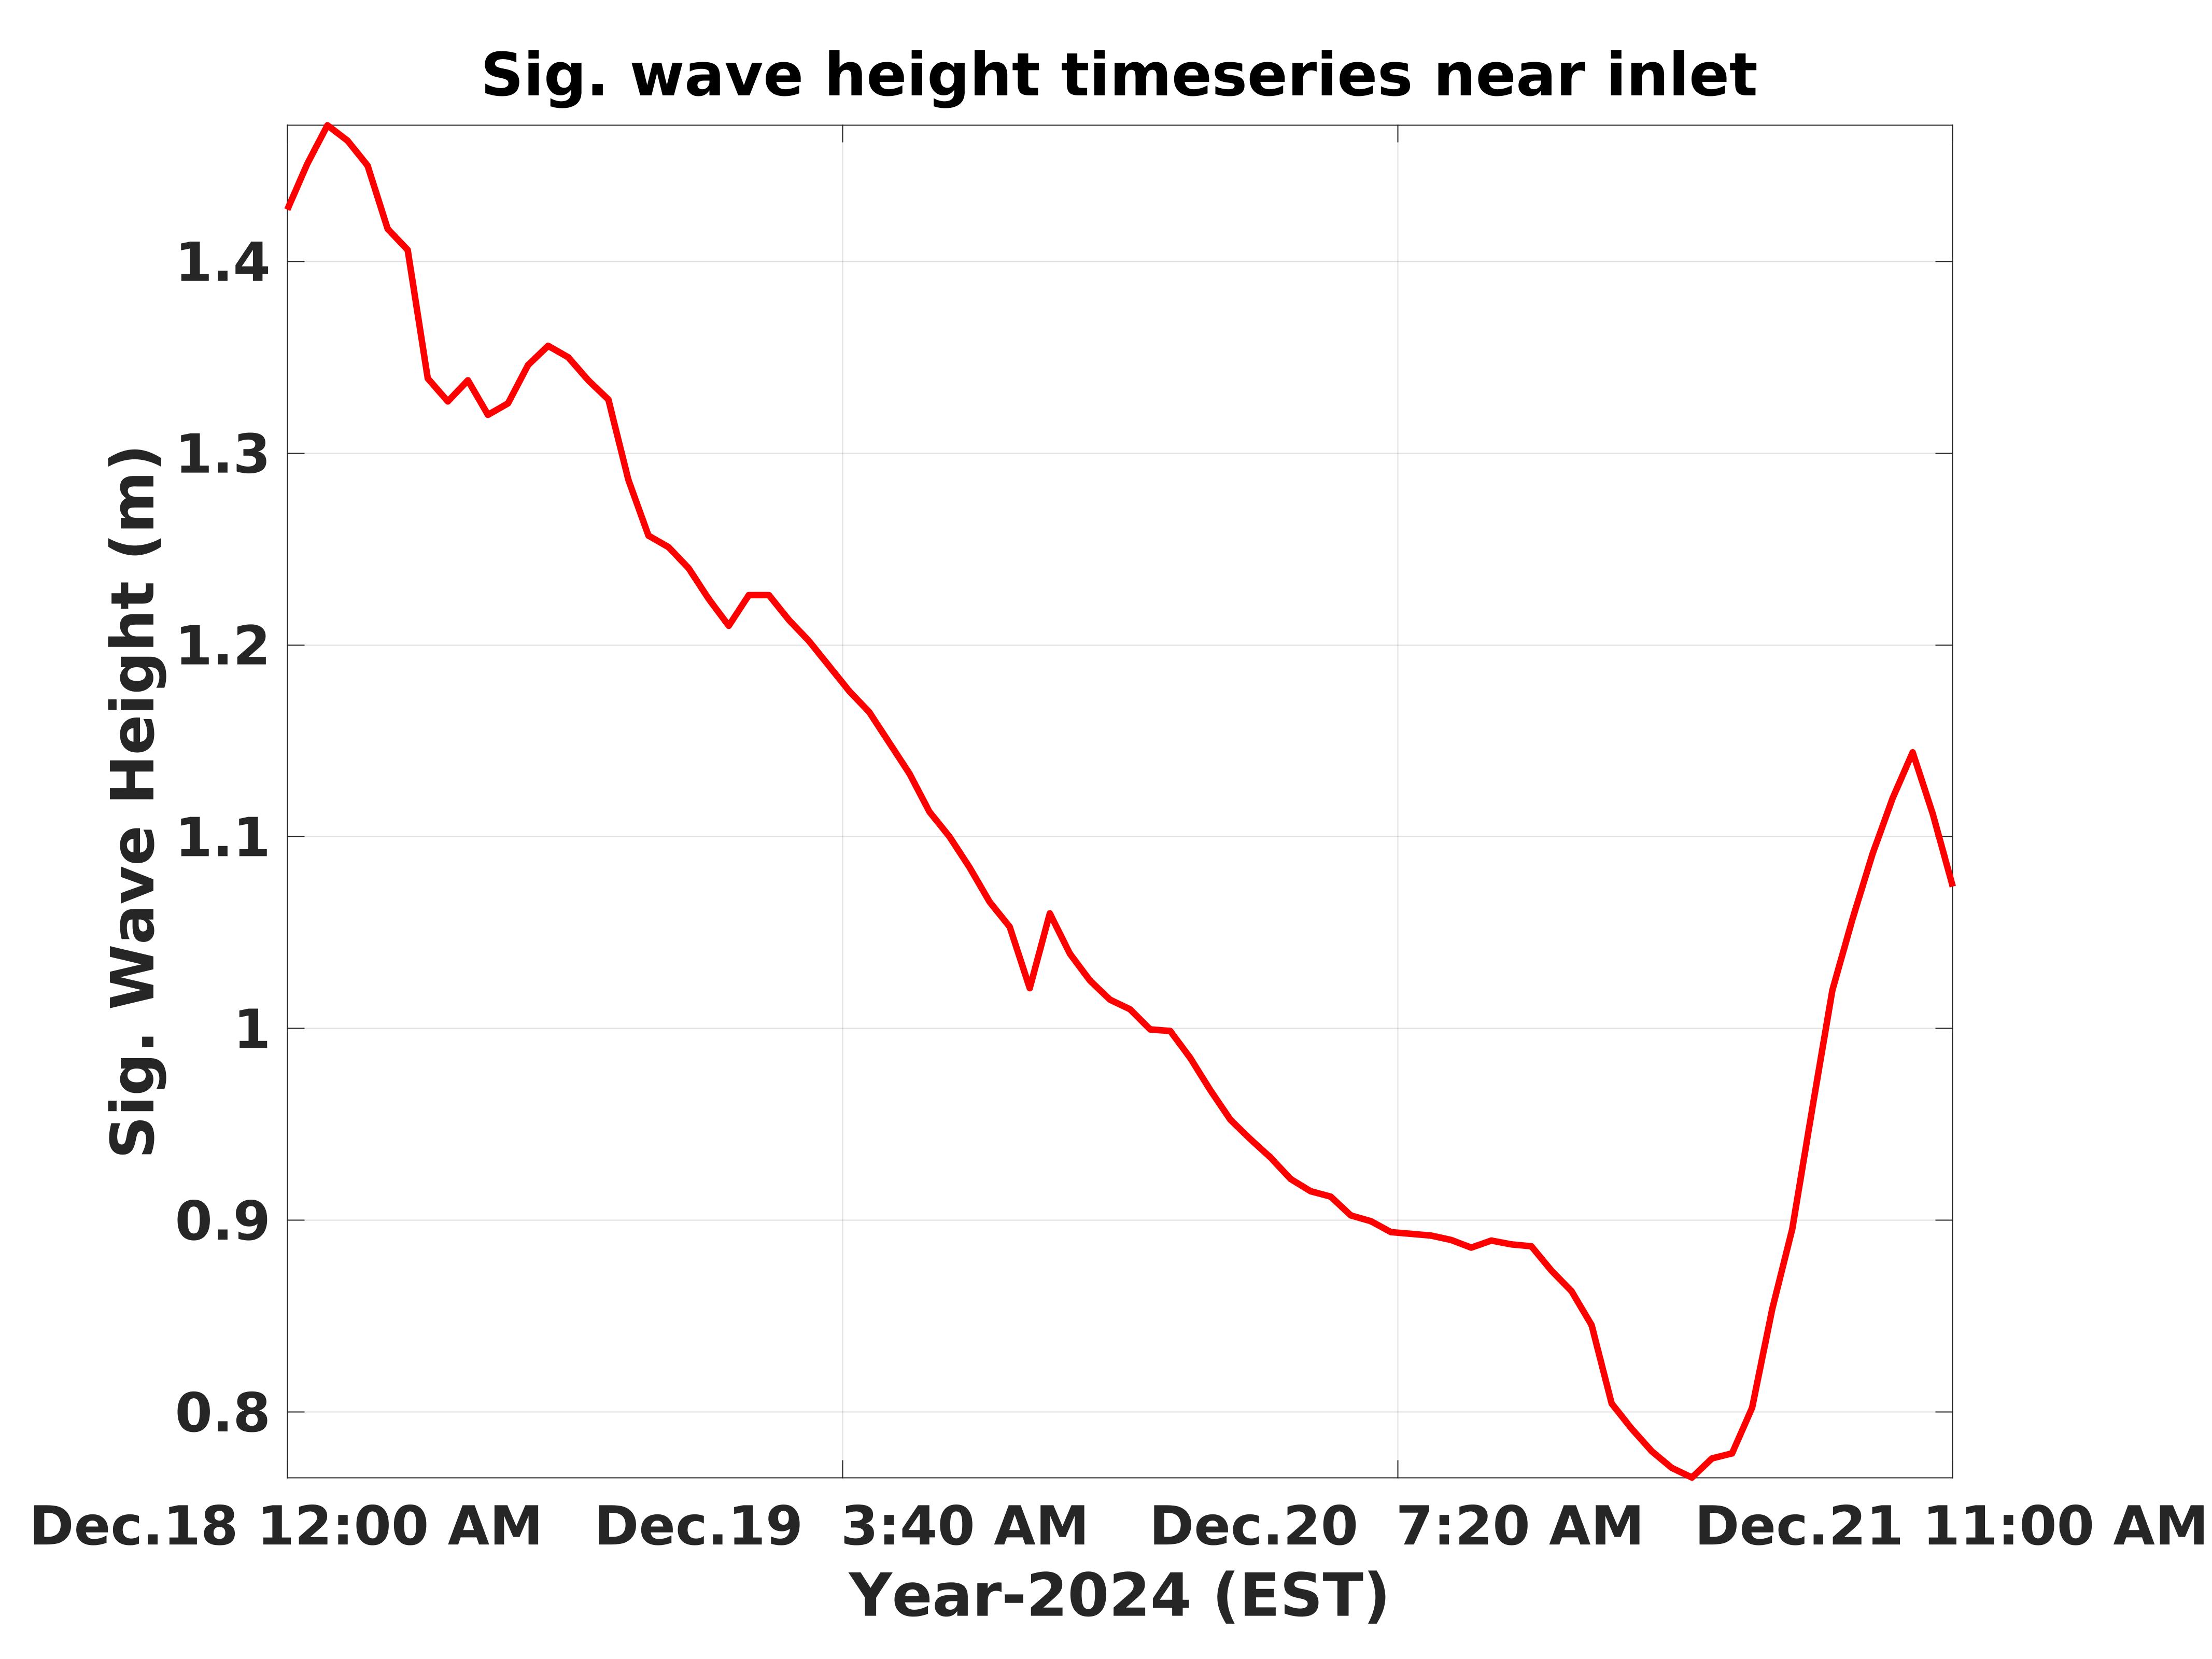 Sig. wave height timeseries near inlet
Sig. Wave Height (m)
1.4
1.3
1.2
1.1
1
0.9
0.8
Dec.18 12:00 AM Dec.19 3:40 AM Dec.20 7:20 AM Dec.21 11:00 AM
Year-2024 (EST)